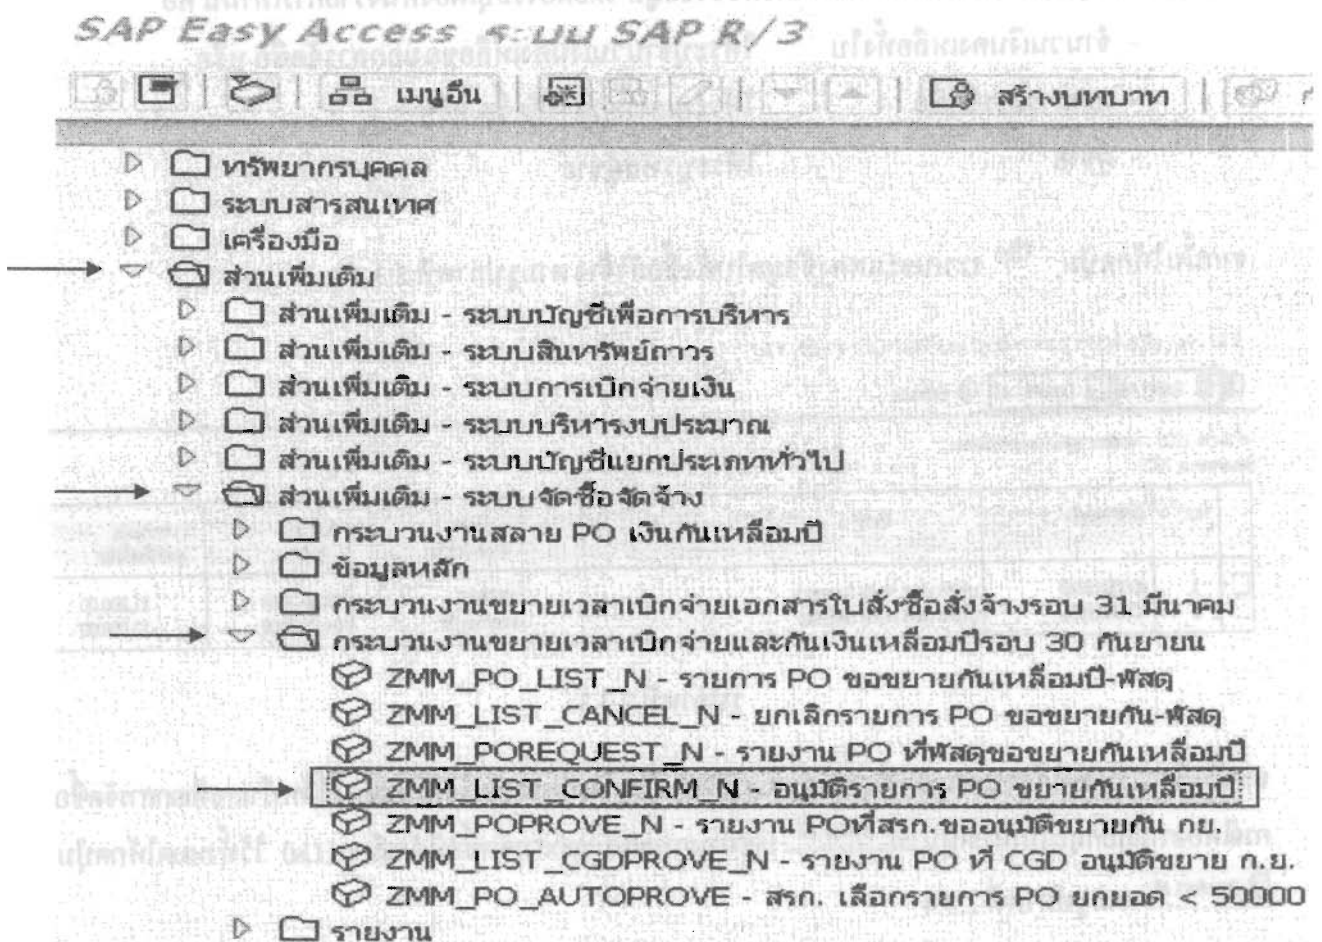 SAP Easy Access ระบบ SAP R/3
เมนูอื่น สร้างบทบาท
ทรัพยากรบุคคล
ระบบสารสนเทศ
เครื่องมือ
ส่วนเพิ่มเติม
ส่วนเพิ่มเติม - ระบบบัญชีเพื่อการบริหาร
ส่วนเพิ่มเติม - ระบบสินทรัพย์ถาวร
ส่วนเพิ่มเติม - ระบบการเบิกจ่ายเงิน
ส่วนเพิ่มเติม - ระบบบริหารงบประมาณ
ส่วนเพิ่มเติม - ระบบบัญชีแยกประเภททั่วไป
ส่วนเพิ่มเติม - ระบบจัดซื้อจัดจ้าง
กระบวนงานสลาย PO เงินกันเหลื่อมปี
ข้อมูลหลัก
กระบวนงานขยายเวลาเบิกจ่ายเอกสารใบสั่งซื้อสั่งจ้างรอบ 31 มีนาคม
กระบวนงานขยายเวลาเบิกจ่ายและกันเงินเหลื่อมปีรอบ 30 กันยายน
ZMM_PO_LIST_N - รายการ PO ขอขยายกันเหลื่อมปี-พัสดุ
ZMM_LIST_CANCEL_N - ยกเลิกรายการ PO ขอขยายกัน-พัสดุ
ZMM_POREQUEST_N - รายงาน PO ที่พัสดุขอขยายกันเหลื่อมปี
ZMM_LIST_CONFIRM_N - อนุมัติรายการ PO ขยายกันเหลื่อมปี
ZMM_POPROVE_N - รายงาน POที่สรก.ขออนุมัติขยายกัน กย.
ZMM_LIST_CGDPROVE_N - รายงาน PO ที่ CGD อนุมัติขยาย ก.ย.
ZMM_PO_AUTOPROVE - สรก. เลือกรายการ PO ยกยอด < 50000
รายงาน